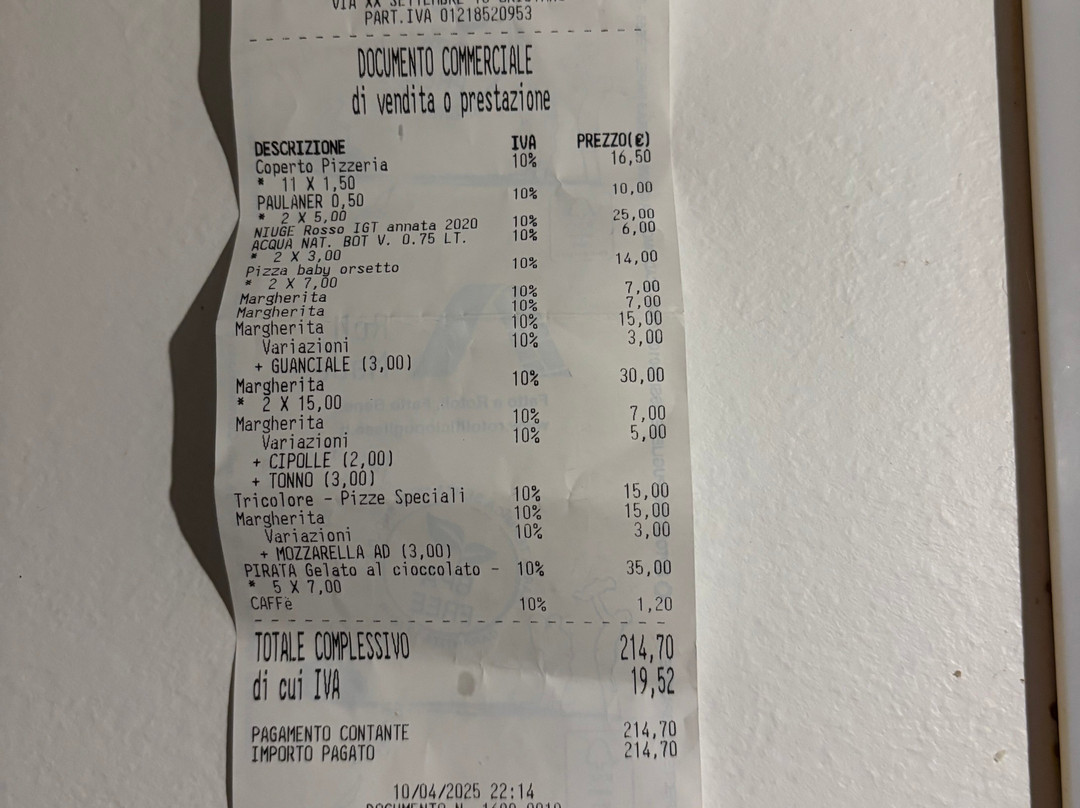 PART.IVA 01218520953
DOCUMENTO COMMERCIALE
di vendita o prestazione
DESCRIZIONE IVA PREZZO(€)
Coperto Pizzeria 10% 16,50
* 11 X 1,50
PAULANER 0,50 10% 10,00
* 2 X 5,00
NIUGE Rosso IGT annata 2020 10% 25,00
ACQUA NAT. BOT V. 0.75 LT. 10% 6,00
* 2 X 3,00
Pizza baby orsetto 10% 14,00
* 2 X 7,00
Margherita 10% 7,00
Margherita 10% 7,00
Margherita 10% 15,00
Variazioni 10% 3,00
+ GUANCIALE (3,00)
Margherita 10% 30,00
* 2 X 15,00
Margherita 10% 7,00
Variazioni 10% 5,00
+ CIPOLLE (2,00)
+ TONNO (3,00)
Tricolore - Pizze Speciali 10% 15,00
Margherita 10% 15,00
Variazioni 10% 3,00
+ MOZZARELLA AD (3,00)
PIRATA Gelato al cioccolato - 10% 35,00
* 5 X 7,00
CAFFè 10% 1,20
TOTALE COMPLESSIVO 214,70
di cui IVA 19,52
PAGAMENTO CONTANTE 214,70
IMPORTO PAGATO 214,70
10/04/2025 22:14